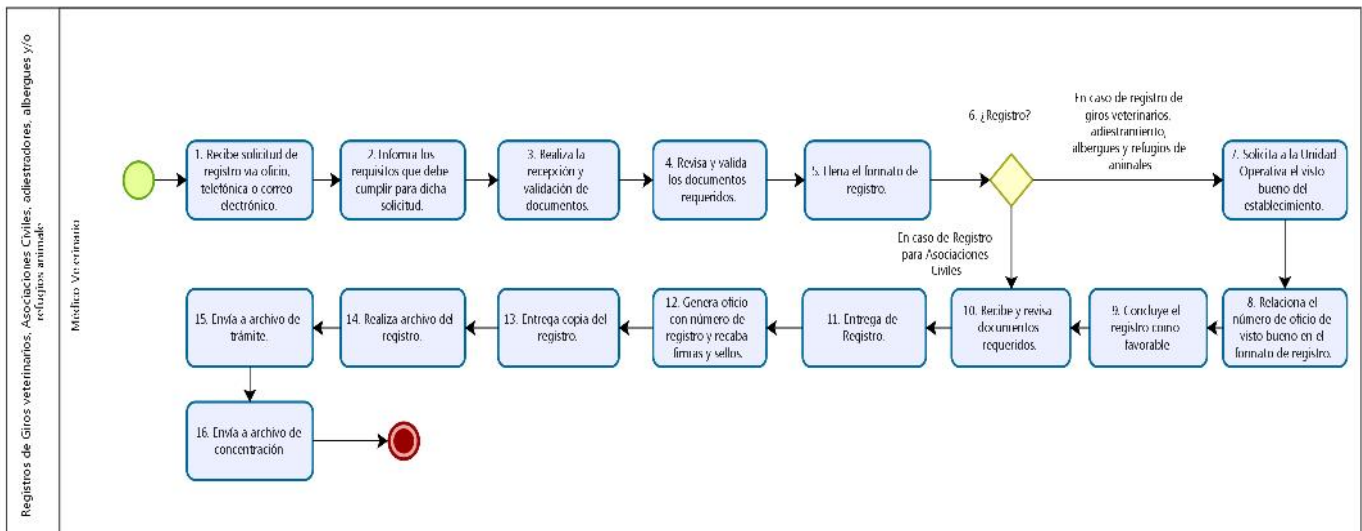 Registros de Giros veterinarios, Asociaciones Civiles, adiestradores, albergues y/o
refugios animale
Médico Veterinario
1. Recibe solicitud de
registro via oficio,
telefónica o correo
electrónico.
2. Informa los
requisitos que debe
cumplir para dicha
solicitud.
3. Realiza la
recepción y
validación de
documentos.
4. Revisa y valida
los documentos
requeridos.
5. Llena el formato de
registro.
6. ¿Registro?
En caso de registro de
giros veterinarios,
adiestramiento,
albergues y refugios de
animales
7. Solicita a la Unidad
Operativa el visto
bueno del
establecimiento.
En caso de Registro
para Asociaciones
Civiles
8. Relaciona el
número de oficio de
visto bueno en el
formato de registro.
9. Concluye el
registro como
favorable
10. Recibe y revisa
documentos
requeridos.
11. Entrega de
Registro.
12. Genera oficio
con número de
registro y recaba
firmas y sellos.
13. Entrega copia del
registro.
14. Realiza archivo del
registro.
15. Envía a archivo de
trámite.
16. Envía a archivo de
concentración